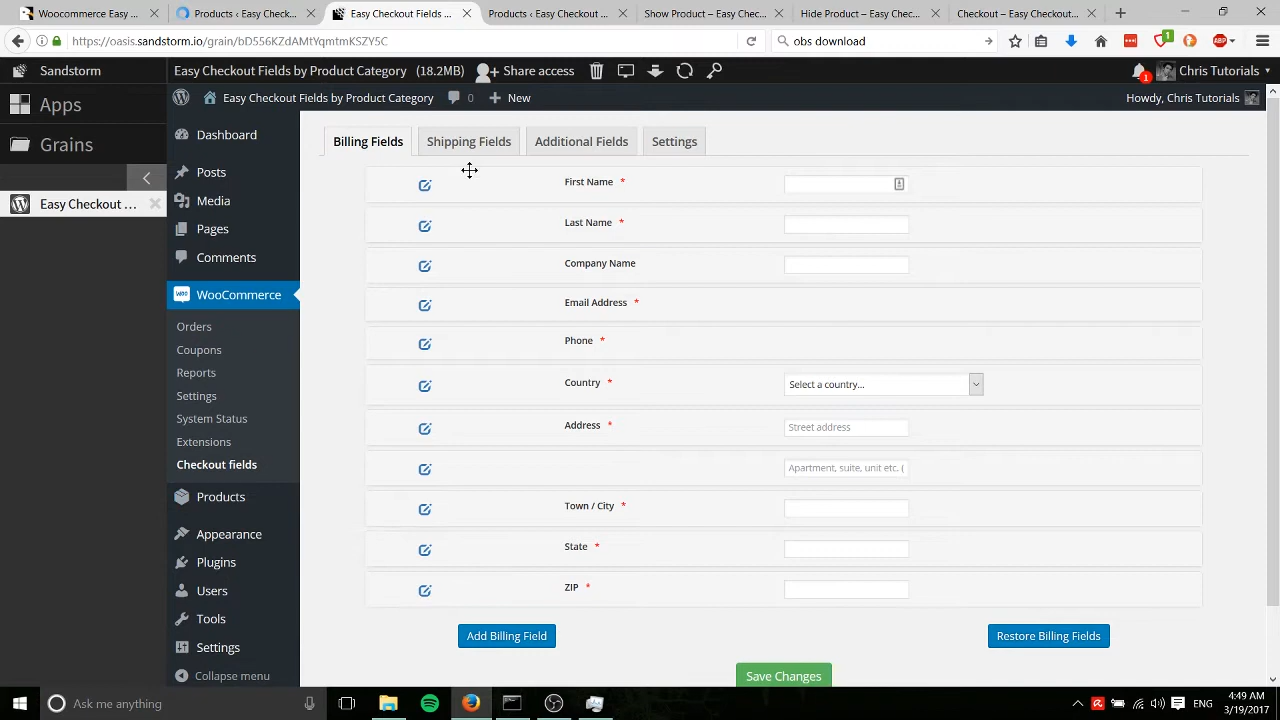 Woocommerce Easy Checkout ...
Products ‹ Easy Checkout ...
Easy Checkout Fields ...
Products ‹ Easy Checkout ...
Show Product – Easy Chec...
Hide Product – Easy Chec...
Checkout – Easy Checkout...
https://oasis.sandstorm.io/grain/bD556KZdAMtYqmtmKSZY5C
obs download
1
ABP
Sandstorm
Easy Checkout Fields by Product Category (18.2MB)
Share access
1
Chris Tutorials
Apps
Grains
Easy Checkout ...
Easy Checkout Fields by Product Category
0
New
Howdy, Chris Tutorials
Dashboard
Posts
Media
Pages
Comments
WooCommerce
Orders
Coupons
Reports
Settings
System Status
Extensions
Checkout fields
Products
Appearance
Plugins
Users
Tools
Settings
Collapse menu
Billing Fields
Shipping Fields
Additional Fields
Settings
First Name *
Last Name *
Company Name
Email Address *
Phone *
Country *
Select a country...
Address *
Street address
Apartment, suite, unit etc. (
Town / City *
State *
ZIP *
Add Billing Field
Restore Billing Fields
Save Changes
Ask me anything
ENG
4:49 AM
3/19/2017